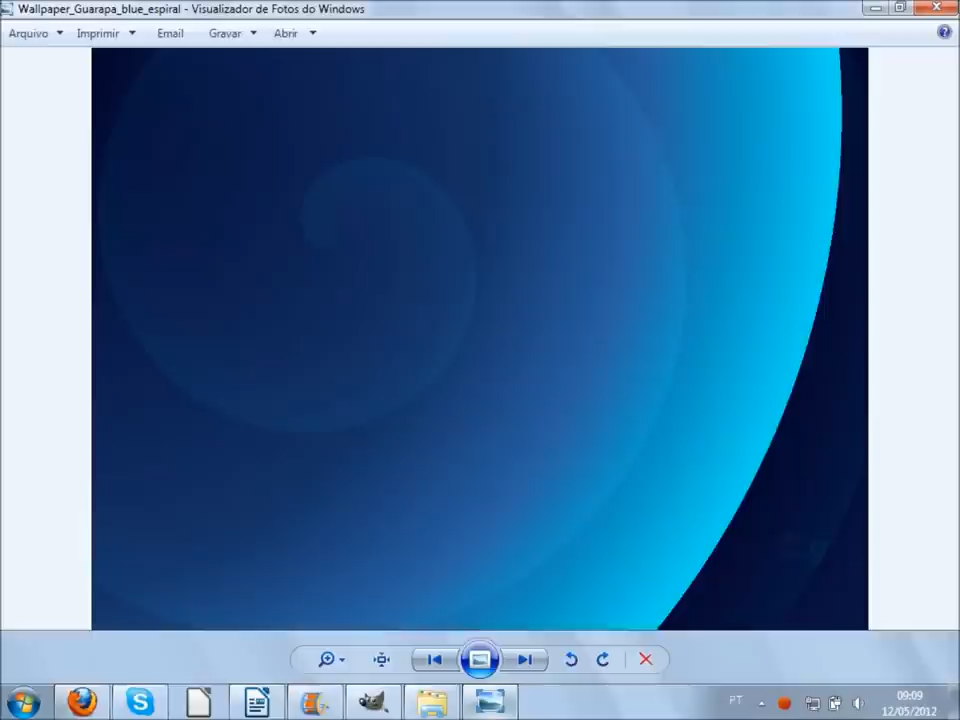 Wallpaper_Guarapa_blue_espiral - Visualizador de Fotos do Windows
Arquivo Imprimir Email Gravar Abrir
PT
09:09
12/05/2012